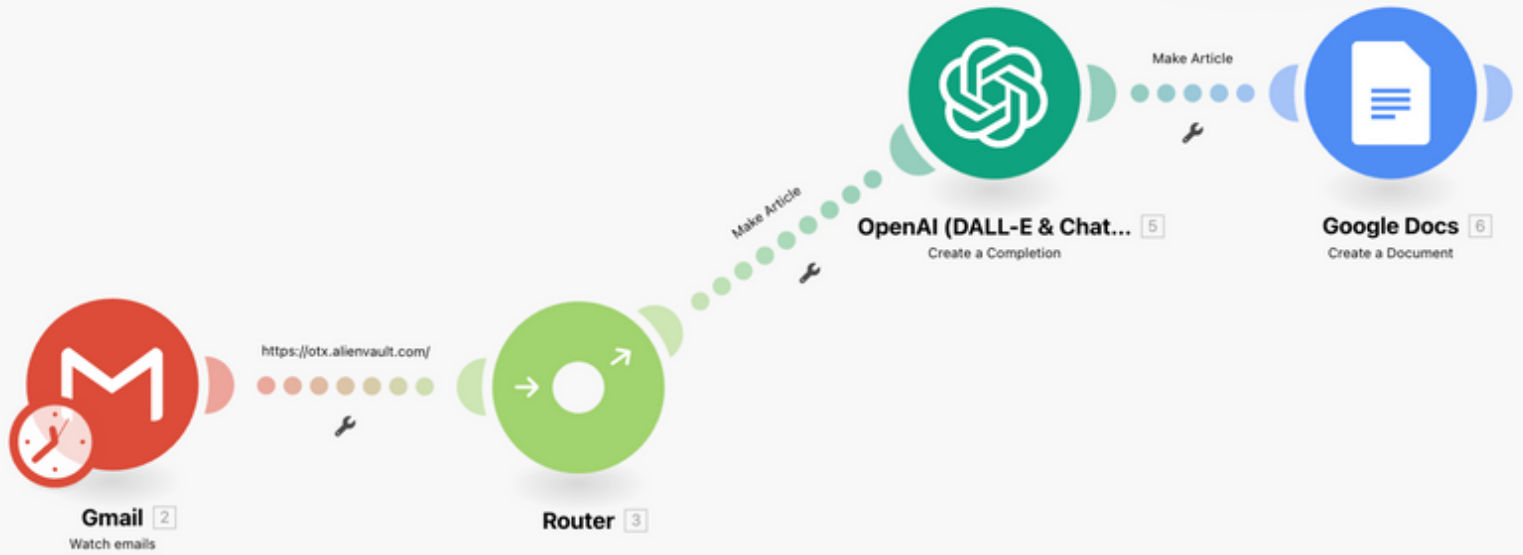 Make Article
OpenAI (DALL-E & Chat... 5
Create a Completion
Google Docs 6
Create a Document
Make Article
https://otx.alienvault.com/
Gmail 2
Watch emails
Router 3